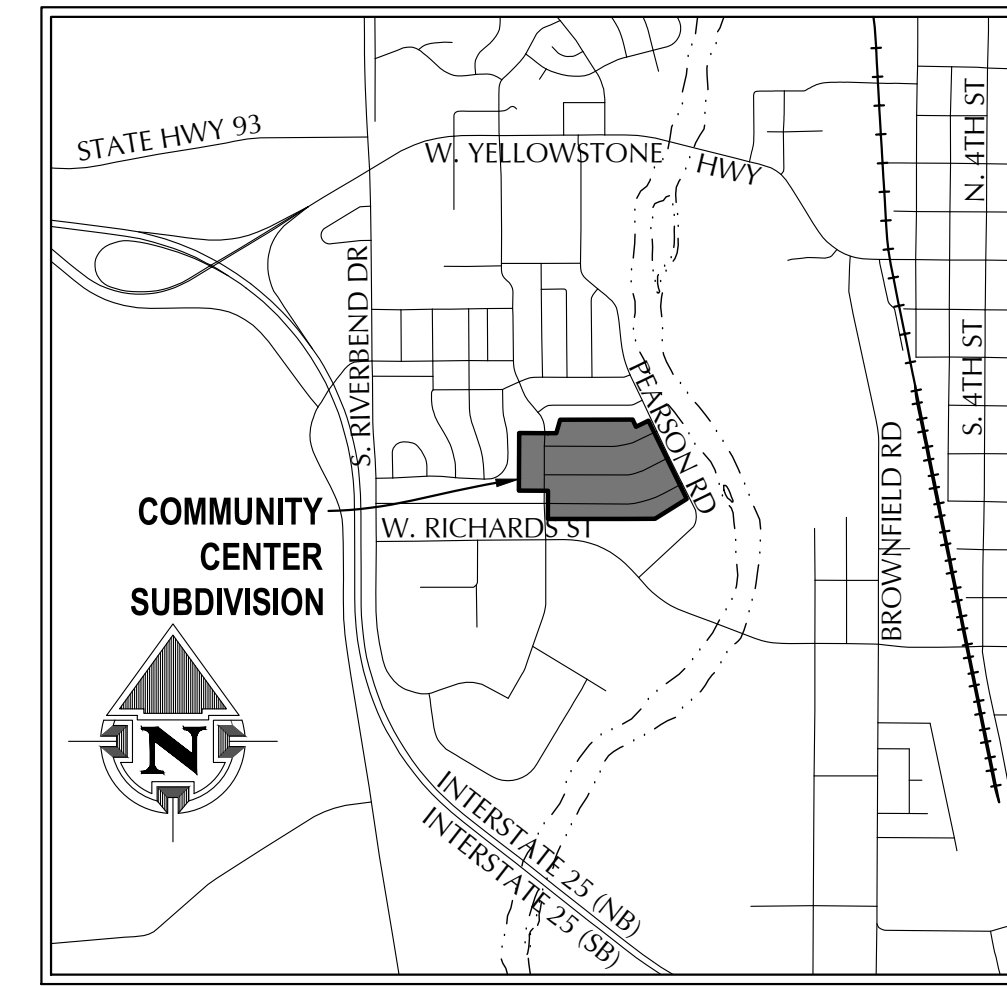 STATE HWY 93
W. YELLOWSTONE HWY
N. 4TH ST
S. RIVERBEND DR
PEARSON RD
S. 4TH ST
BROWNFIELD RD
COMMUNITY
CENTER
SUBDIVISION
W. RICHARDS ST
N
INTERSTATE 25 (NB)
INTERSTATE 25 (SB)